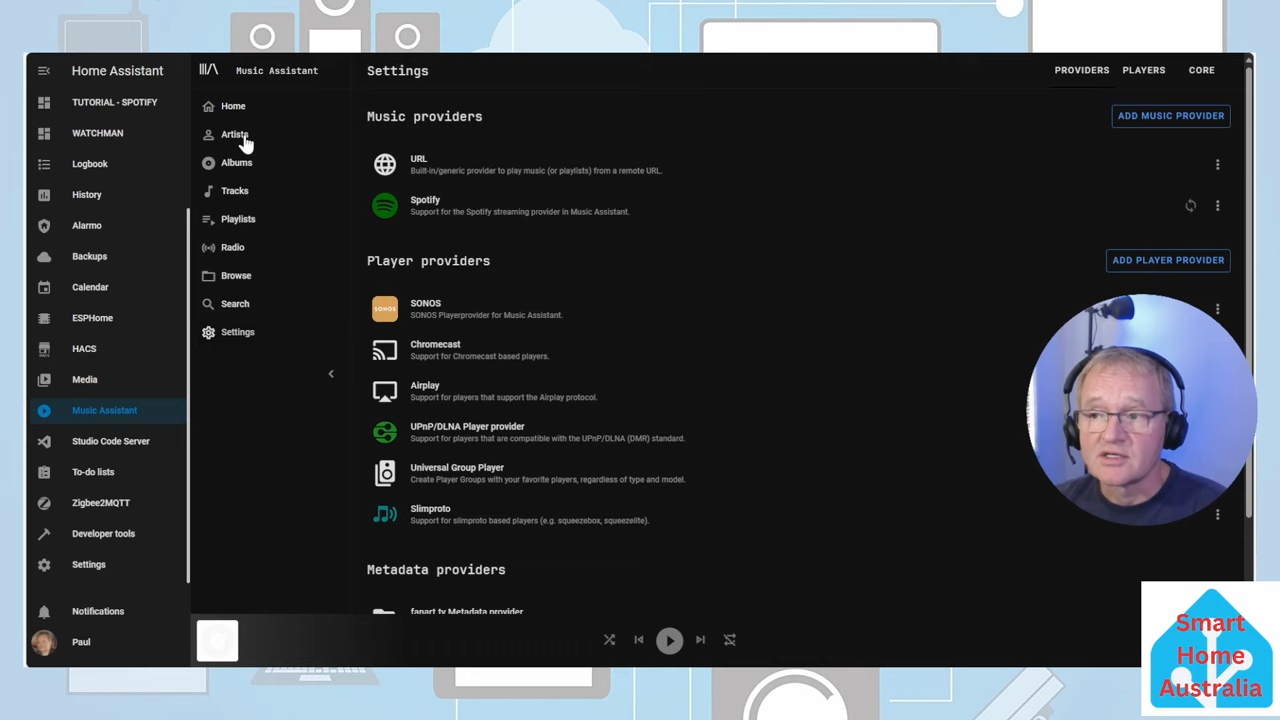 Home Assistant
TUTORIAL - SPOTIFY
WATCHMAN
Logbook
History
Alarmo
Backups
Calendar
ESPHome
HACS
Media
Music Assistant
Studio Code Server
To-do lists
Zigbee2MQTT
Developer tools
Settings
Notifications
Paul
Music Assistant
Home
Artists
Albums
Tracks
Playlists
Radio
Browse
Search
Settings
Settings
PROVIDERS PLAYERS CORE
Music providers
ADD MUSIC PROVIDER
URL
Built-in/generic provider to play music (or playlists) from a remote URL.
Spotify
Support for the Spotify streaming provider in Music Assistant.
Player providers
ADD PLAYER PROVIDER
SONOS
SONOS
SONOS Playerprovider for Music Assistant.
Chromecast
Support for Chromecast based players.
Airplay
Support for players that support the Airplay protocol.
UPnP/DLNA Player provider
Support for players that are compatible with the UPnP/DLNA (DMR) standard.
Universal Group Player
Create Player Groups with your favorite players, regardless of type and model.
Slimproto
Support for slimproto based players (e.g. squeezebox, squeezelite).
Metadata providers
fanart.tv Metadata provider
Smart
Home
Australia